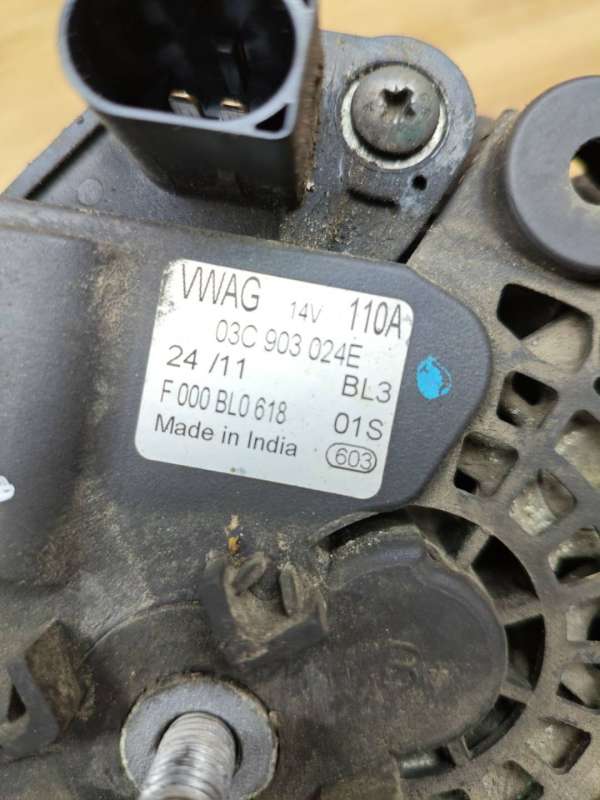 VWAG 14V 110A
03C 903 024E
24 /11 BL3
F 000 BL0 618 01S
Made in India 603